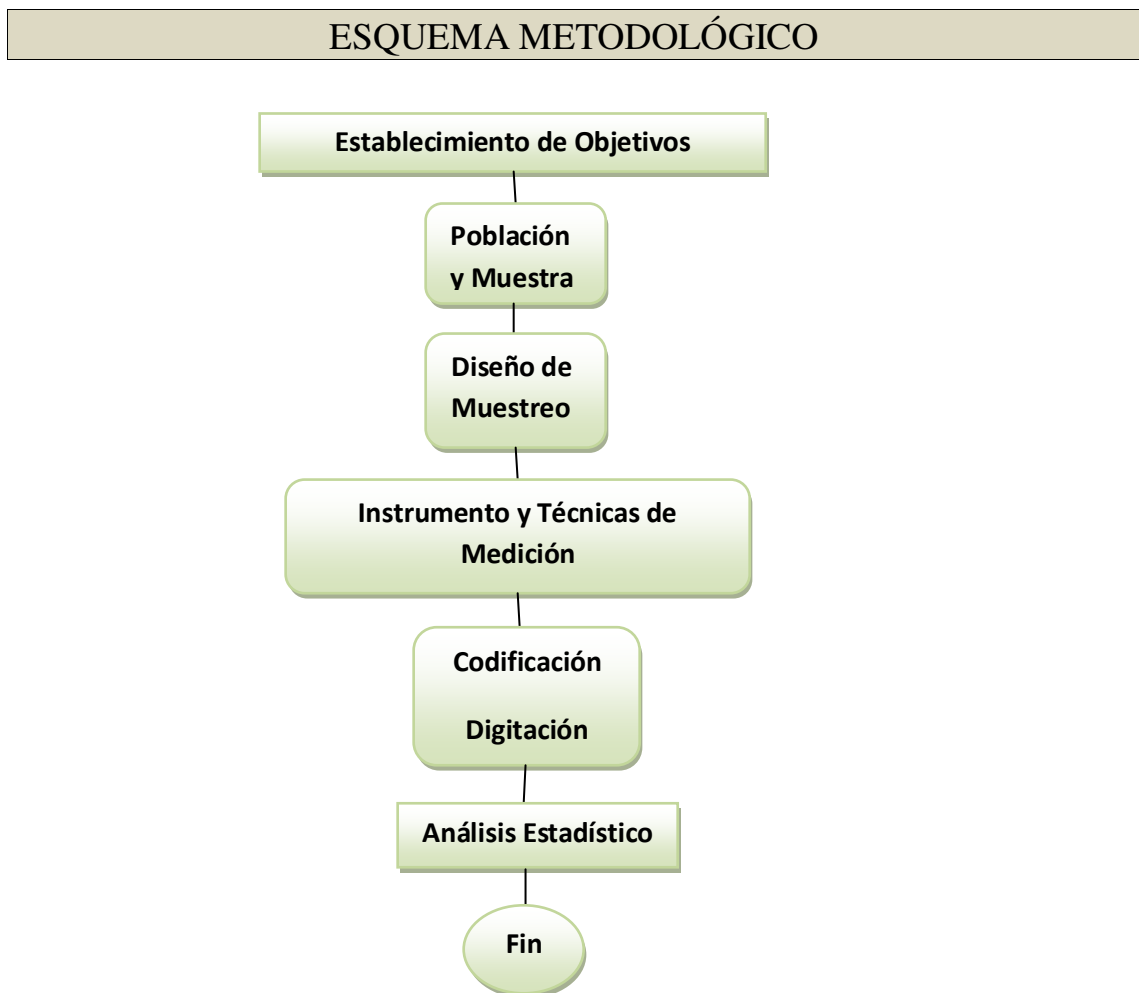 ESQUEMA METODOLÓGICO
Establecimiento de Objetivos
Población
y Muestra
Diseño de
Muestreo
Instrumento y Técnicas de
Medición
Codificación
Digitación
Análisis Estadístico
Fin